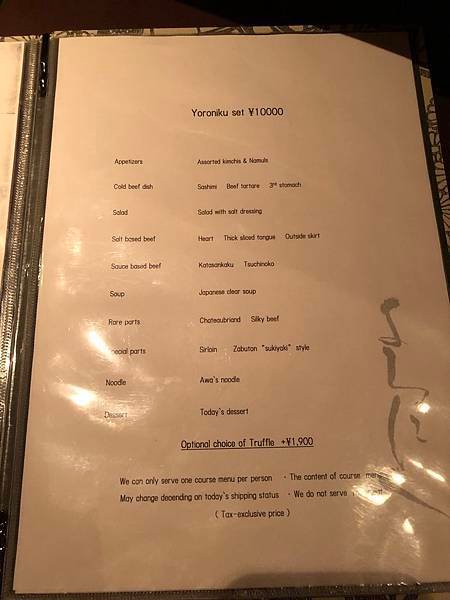 Yoroniku set ¥10000
Appetizers Assorted kimchis & Namuls
Cold beef dish Sashimi Beef tartare 3rd stomach
Salad Salad with salt dressing
Salt based beef Heart Thick sliced tongue Outside skirt
Sauce based beef Katasankaku Tsuchinoko
Soup Japanese clear soup
Rare parts Chateaubriand Silky beef
Special parts Sirloin Zabuton "sukiyaki" style
Noodle Awa's noodle
Dessert Today's dessert
Optional choice of Truffle +¥1,900
We can only serve one course menu per person ・The content of course menu
May change depending on today's shipping status ・We do not serve
( Tax-exclusive price )